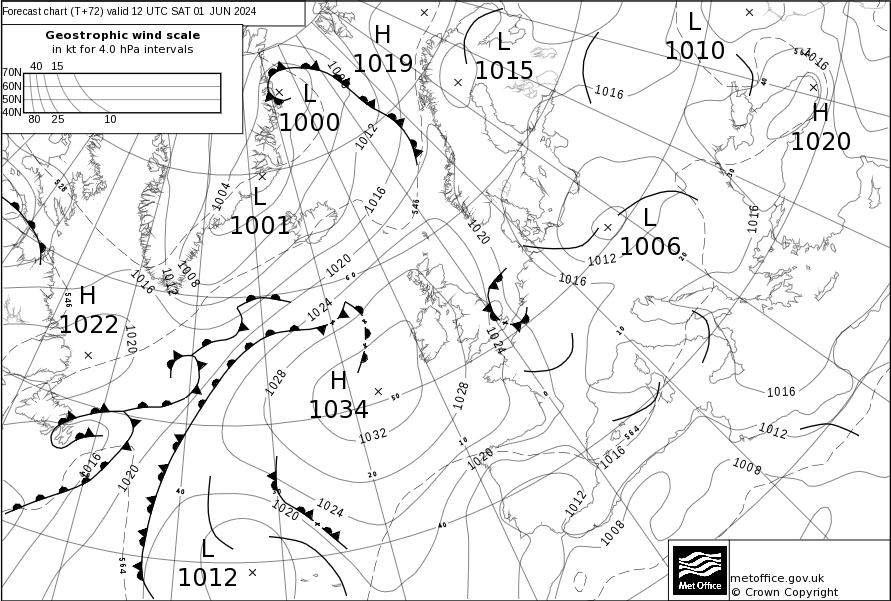 Forecast chart (T+72) valid 12 UTC SAT 01 JUN 2024
Geostrophic wind scale
in kt for 4.0 hPa intervals
40 15
70N
60N
50N
40N
80 25 10
H
1019
L
1015
L
1010
H
1020
L
1000
L
1001
L
1006
H
1022
H
1034
L
1012
1008
1012
1016
1004
1016
1016
1020
1016
1012
1008
1020
1024
1020
1012
1016
1016
1024
1028
1028
1032
1016
1020
1020
1024
1020
1016
1012
1008
1016
1012
1008
528
546
546
564
564
60
50
40
30
20
10
0
10
20
40
40
metoffice.gov.uk
© Crown Copyright
Met Office